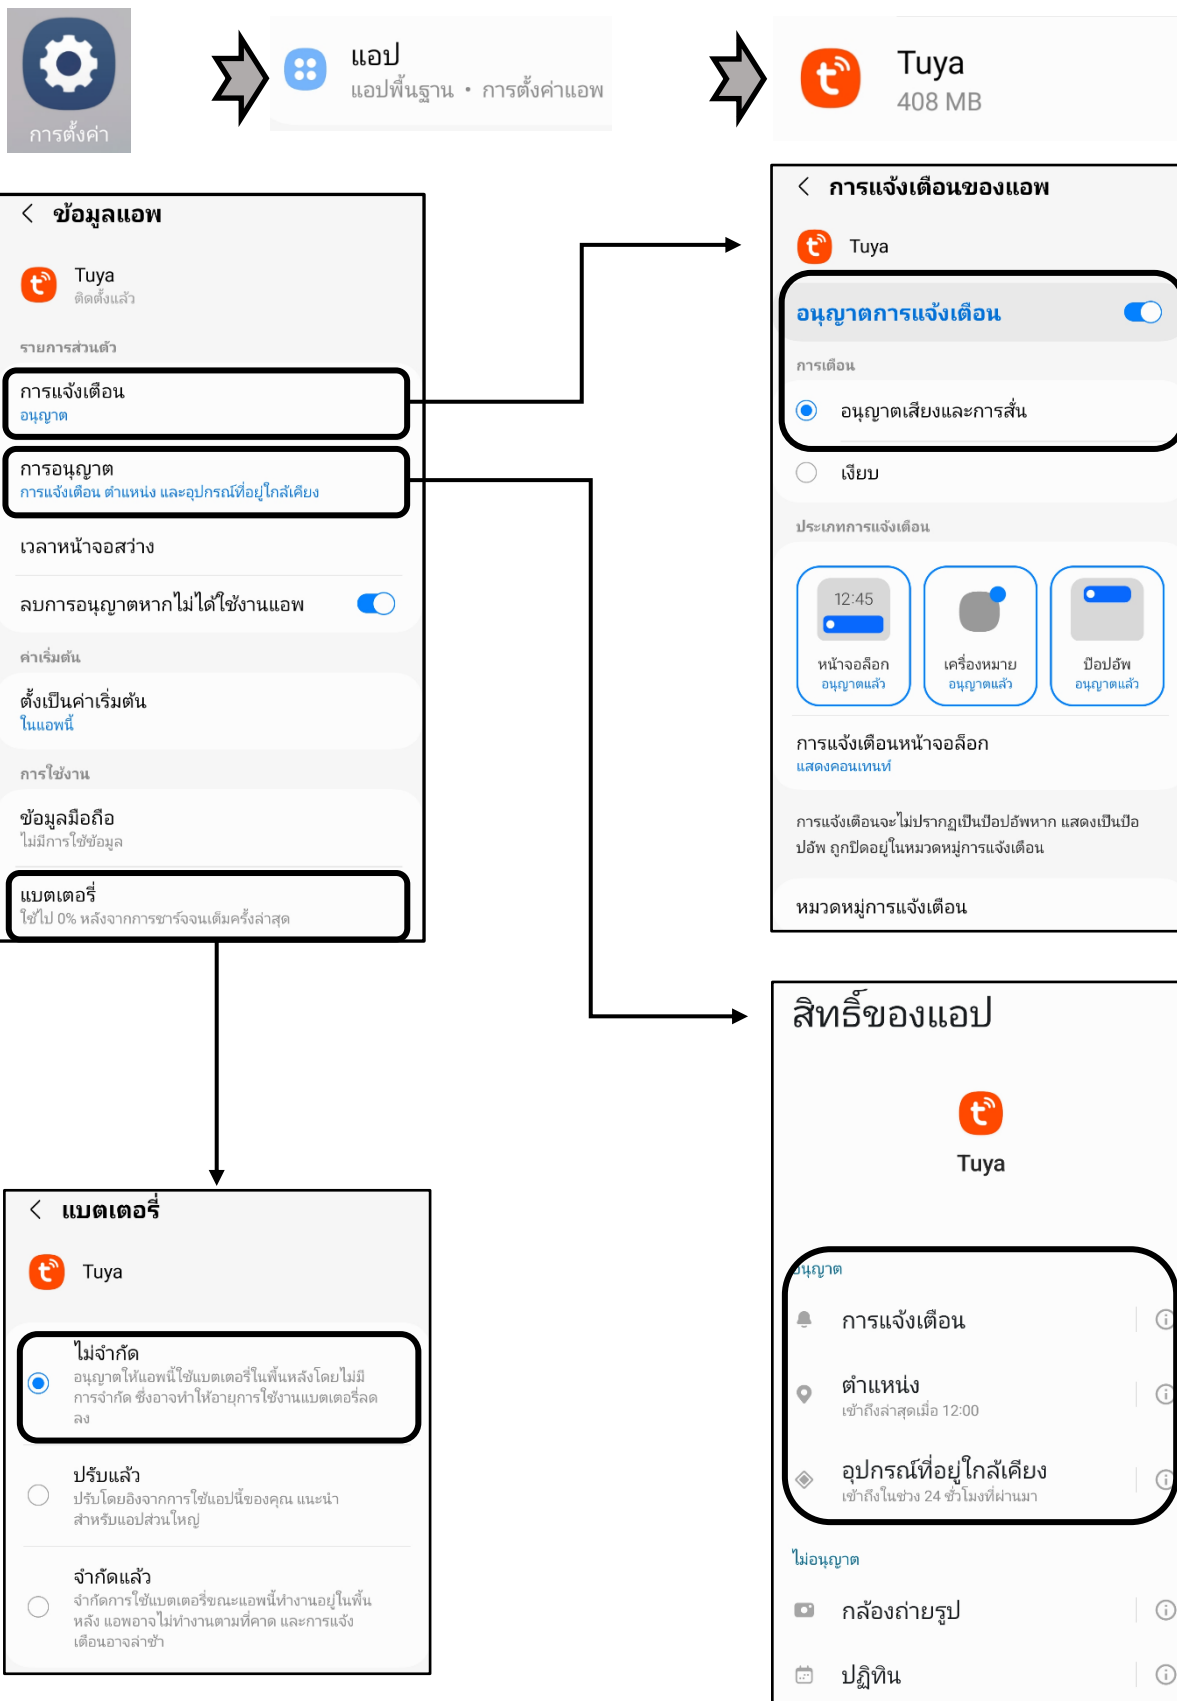 การตั้งค่า
แอป
แอปพื้นฐาน • การตั้งค่าแอพ
Tuya
408 MB
ข้อมูลแอพ
Tuya
ติดตั้งแล้ว
รายการส่วนตัว
การแจ้งเตือน
อนุญาต
การอนุญาต
การแจ้งเตือน ตำแหน่ง และอุปกรณ์ที่อยู่ใกล้เคียง
เวลาหน้าจอสว่าง
ลบการอนุญาตหากไม่ได้ใช้งานแอพ
ค่าเริ่มต้น
ตั้งเป็นค่าเริ่มต้น
ในแอพนี้
การใช้งาน
ข้อมูลมือถือ
ไม่มีการใช้ข้อมูล
แบตเตอรี่
ใช้ไป 0% หลังจากการชาร์จจนเต็มครั้งล่าสุด
การแจ้งเตือนของแอพ
Tuya
อนุญาตการแจ้งเตือน
การเตือน
อนุญาตเสียงและการสั่น
เงียบ
ประเภทการแจ้งเตือน
12:45
หน้าจอล็อก
อนุญาตแล้ว
เครื่องหมาย
อนุญาตแล้ว
ป๊อปอัพ
อนุญาตแล้ว
การแจ้งเตือนหน้าจอล็อก
แสดงคอนเทนท์
การแจ้งเตือนจะไม่ปรากฏเป็นป๊อปอัพหาก แสดงเป็นป๊อ
ปอัพ ถูกปิดอยู่ในหมวดหมู่การแจ้งเตือน
หมวดหมู่การแจ้งเตือน
แบตเตอรี่
Tuya
ไม่จำกัด
อนุญาตให้แอพนี้ใช้แบตเตอรี่ในพื้นหลังโดยไม่มี
การจำกัด ซึ่งอาจทำให้อายุการใช้งานแบตเตอรี่ลด
ลง
ปรับแล้ว
ปรับโดยอิงจากการใช้แอปนี้ของคุณ แนะนำ
สำหรับแอปส่วนใหญ่
จำกัดแล้ว
จำกัดการใช้แบตเตอรี่ขณะแอพนี้ทำงานอยู่ในพื้น
หลัง แอพอาจไม่ทำงานตามที่คาด และการแจ้ง
เตือนอาจล่าช้า
สิทธิ์ของแอป
Tuya
อนุญาต
การแจ้งเตือน
ตำแหน่ง
เข้าถึงล่าสุดเมื่อ 12:00
อุปกรณ์ที่อยู่ใกล้เคียง
เข้าถึงในช่วง 24 ชั่วโมงที่ผ่านมา
ไม่อนุญาต
กล้องถ่ายรูป
ปฏิทิน